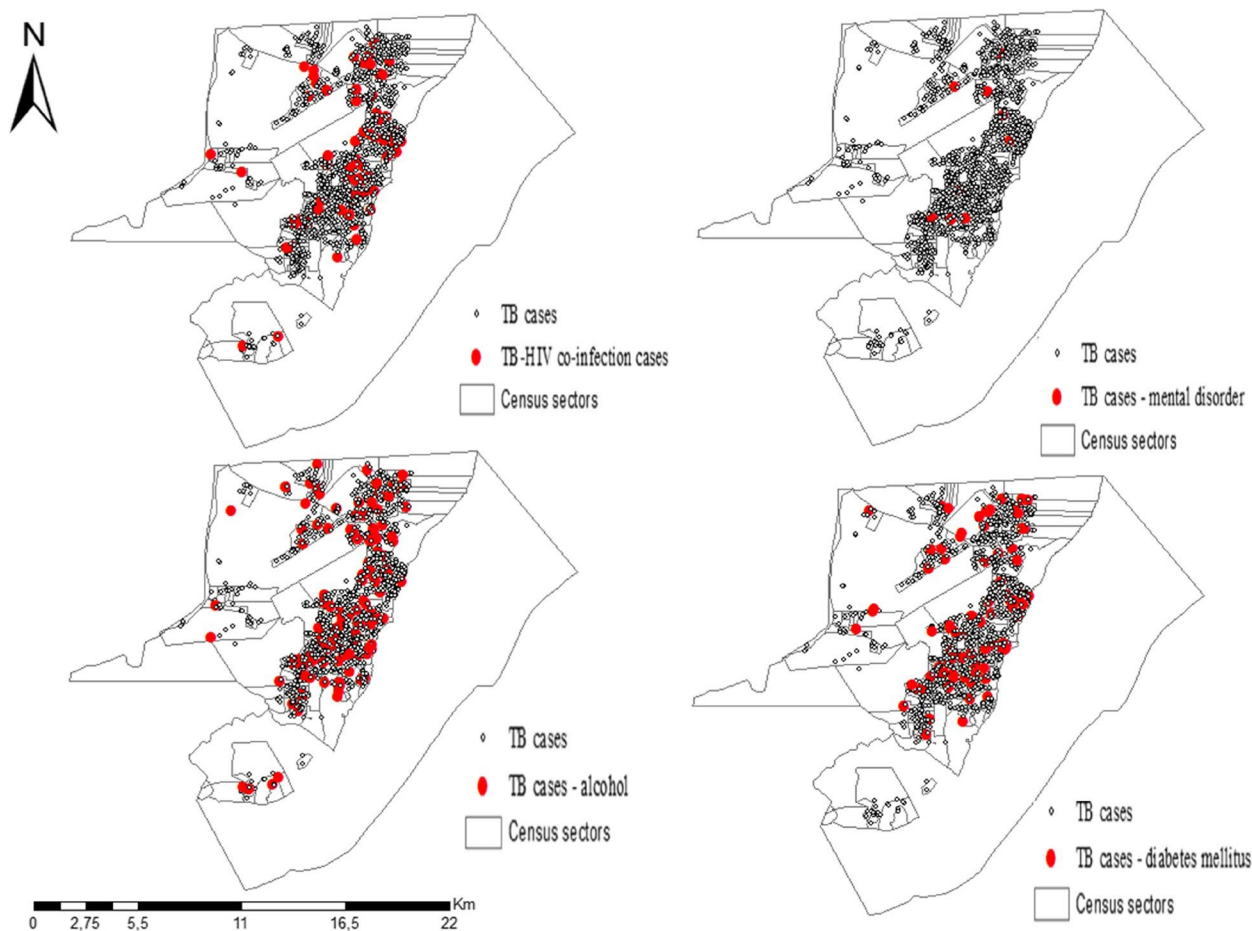 N
TB cases
TB-HIV co-infection cases
Census sectors
TB cases
TB cases - mental disorder
Census sectors
TB cases
TB cases - alcohol
Census sectors
TB cases
TB cases - diabetes mellitus
Census sectors
Km
0 2,75 5,5 11 16,5 22